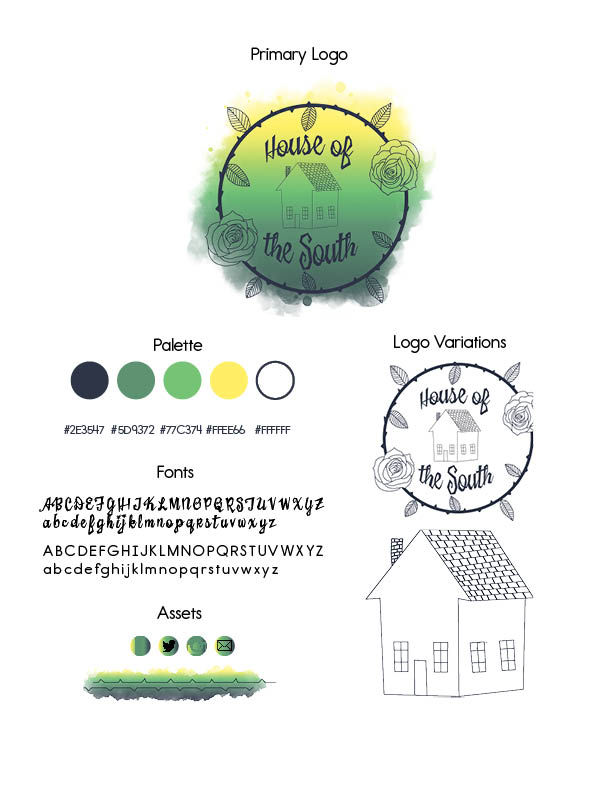 Primary Logo
House of
the South
Palette
#2E3547 #5D9372 #77C374 #FFEE66 #FFFFFF
Logo Variations
House of
the South
Fonts
ABCDEFGHIJKLMNOPQRSTUVWXYZ
abcdefghijklmnopqrstuvwxyz
ABCDEFGHIJKLMNOPQRSTUVWXYZ
abcdefghijklmnopqrstuvwxyz
Assets